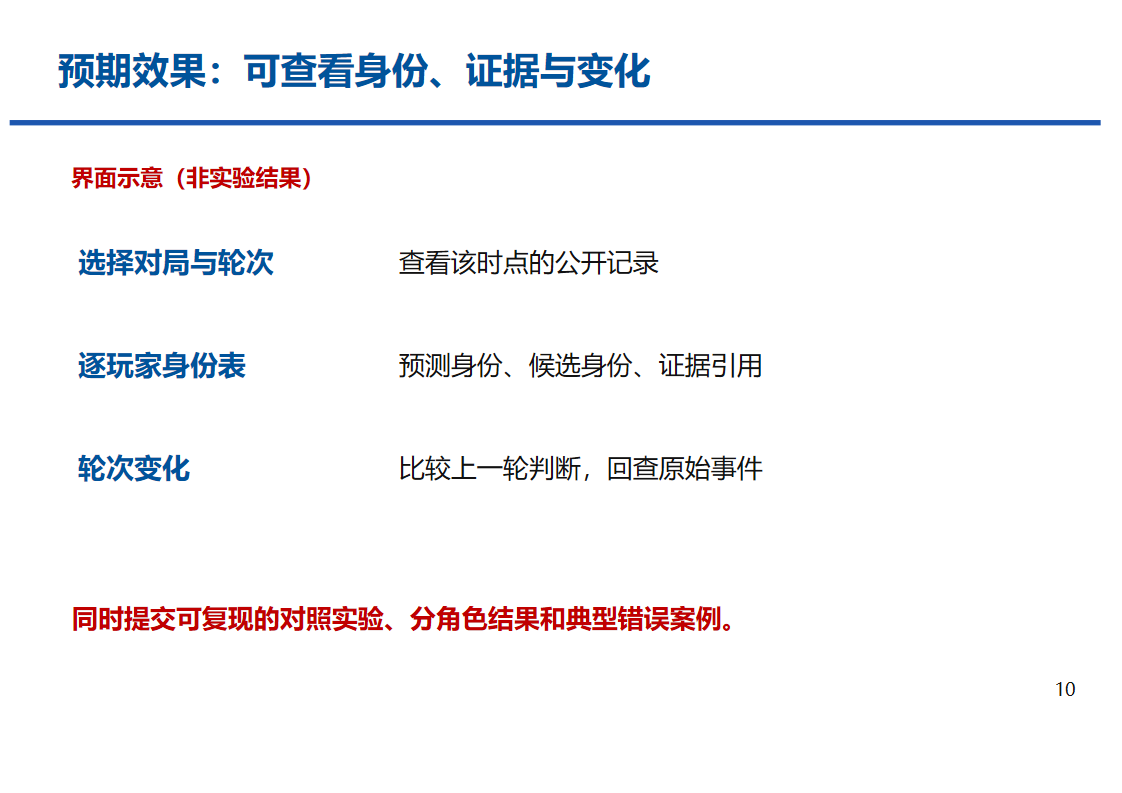 预期效果：可查看身份、证据与变化
界面示意（非实验结果）
选择对局与轮次 查看该时点的公开记录
逐玩家身份表 预测身份、候选身份、证据引用
轮次变化 比较上一轮判断，回查原始事件
同时提交可复现的对照实验、分角色结果和典型错误案例。
10